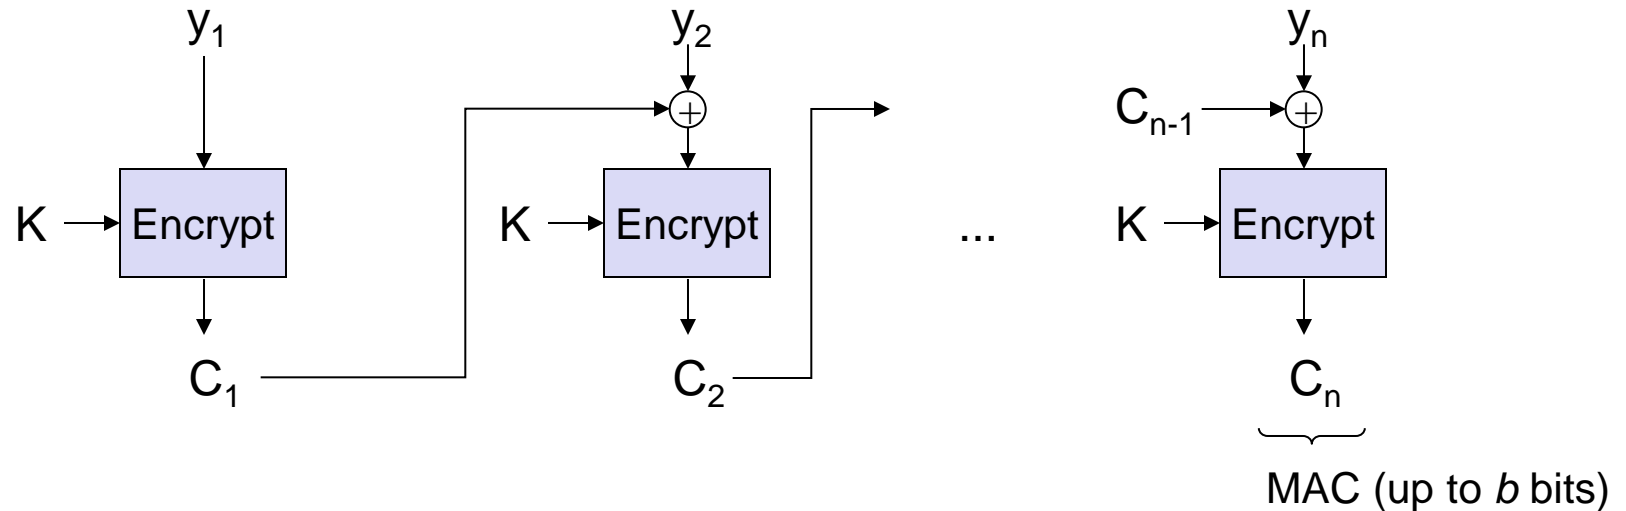 y₁ y₂ yₙ
Cₙ₋₁
K Encrypt K Encrypt ... K Encrypt
C₁ C₂ Cₙ
MAC (up to b bits)